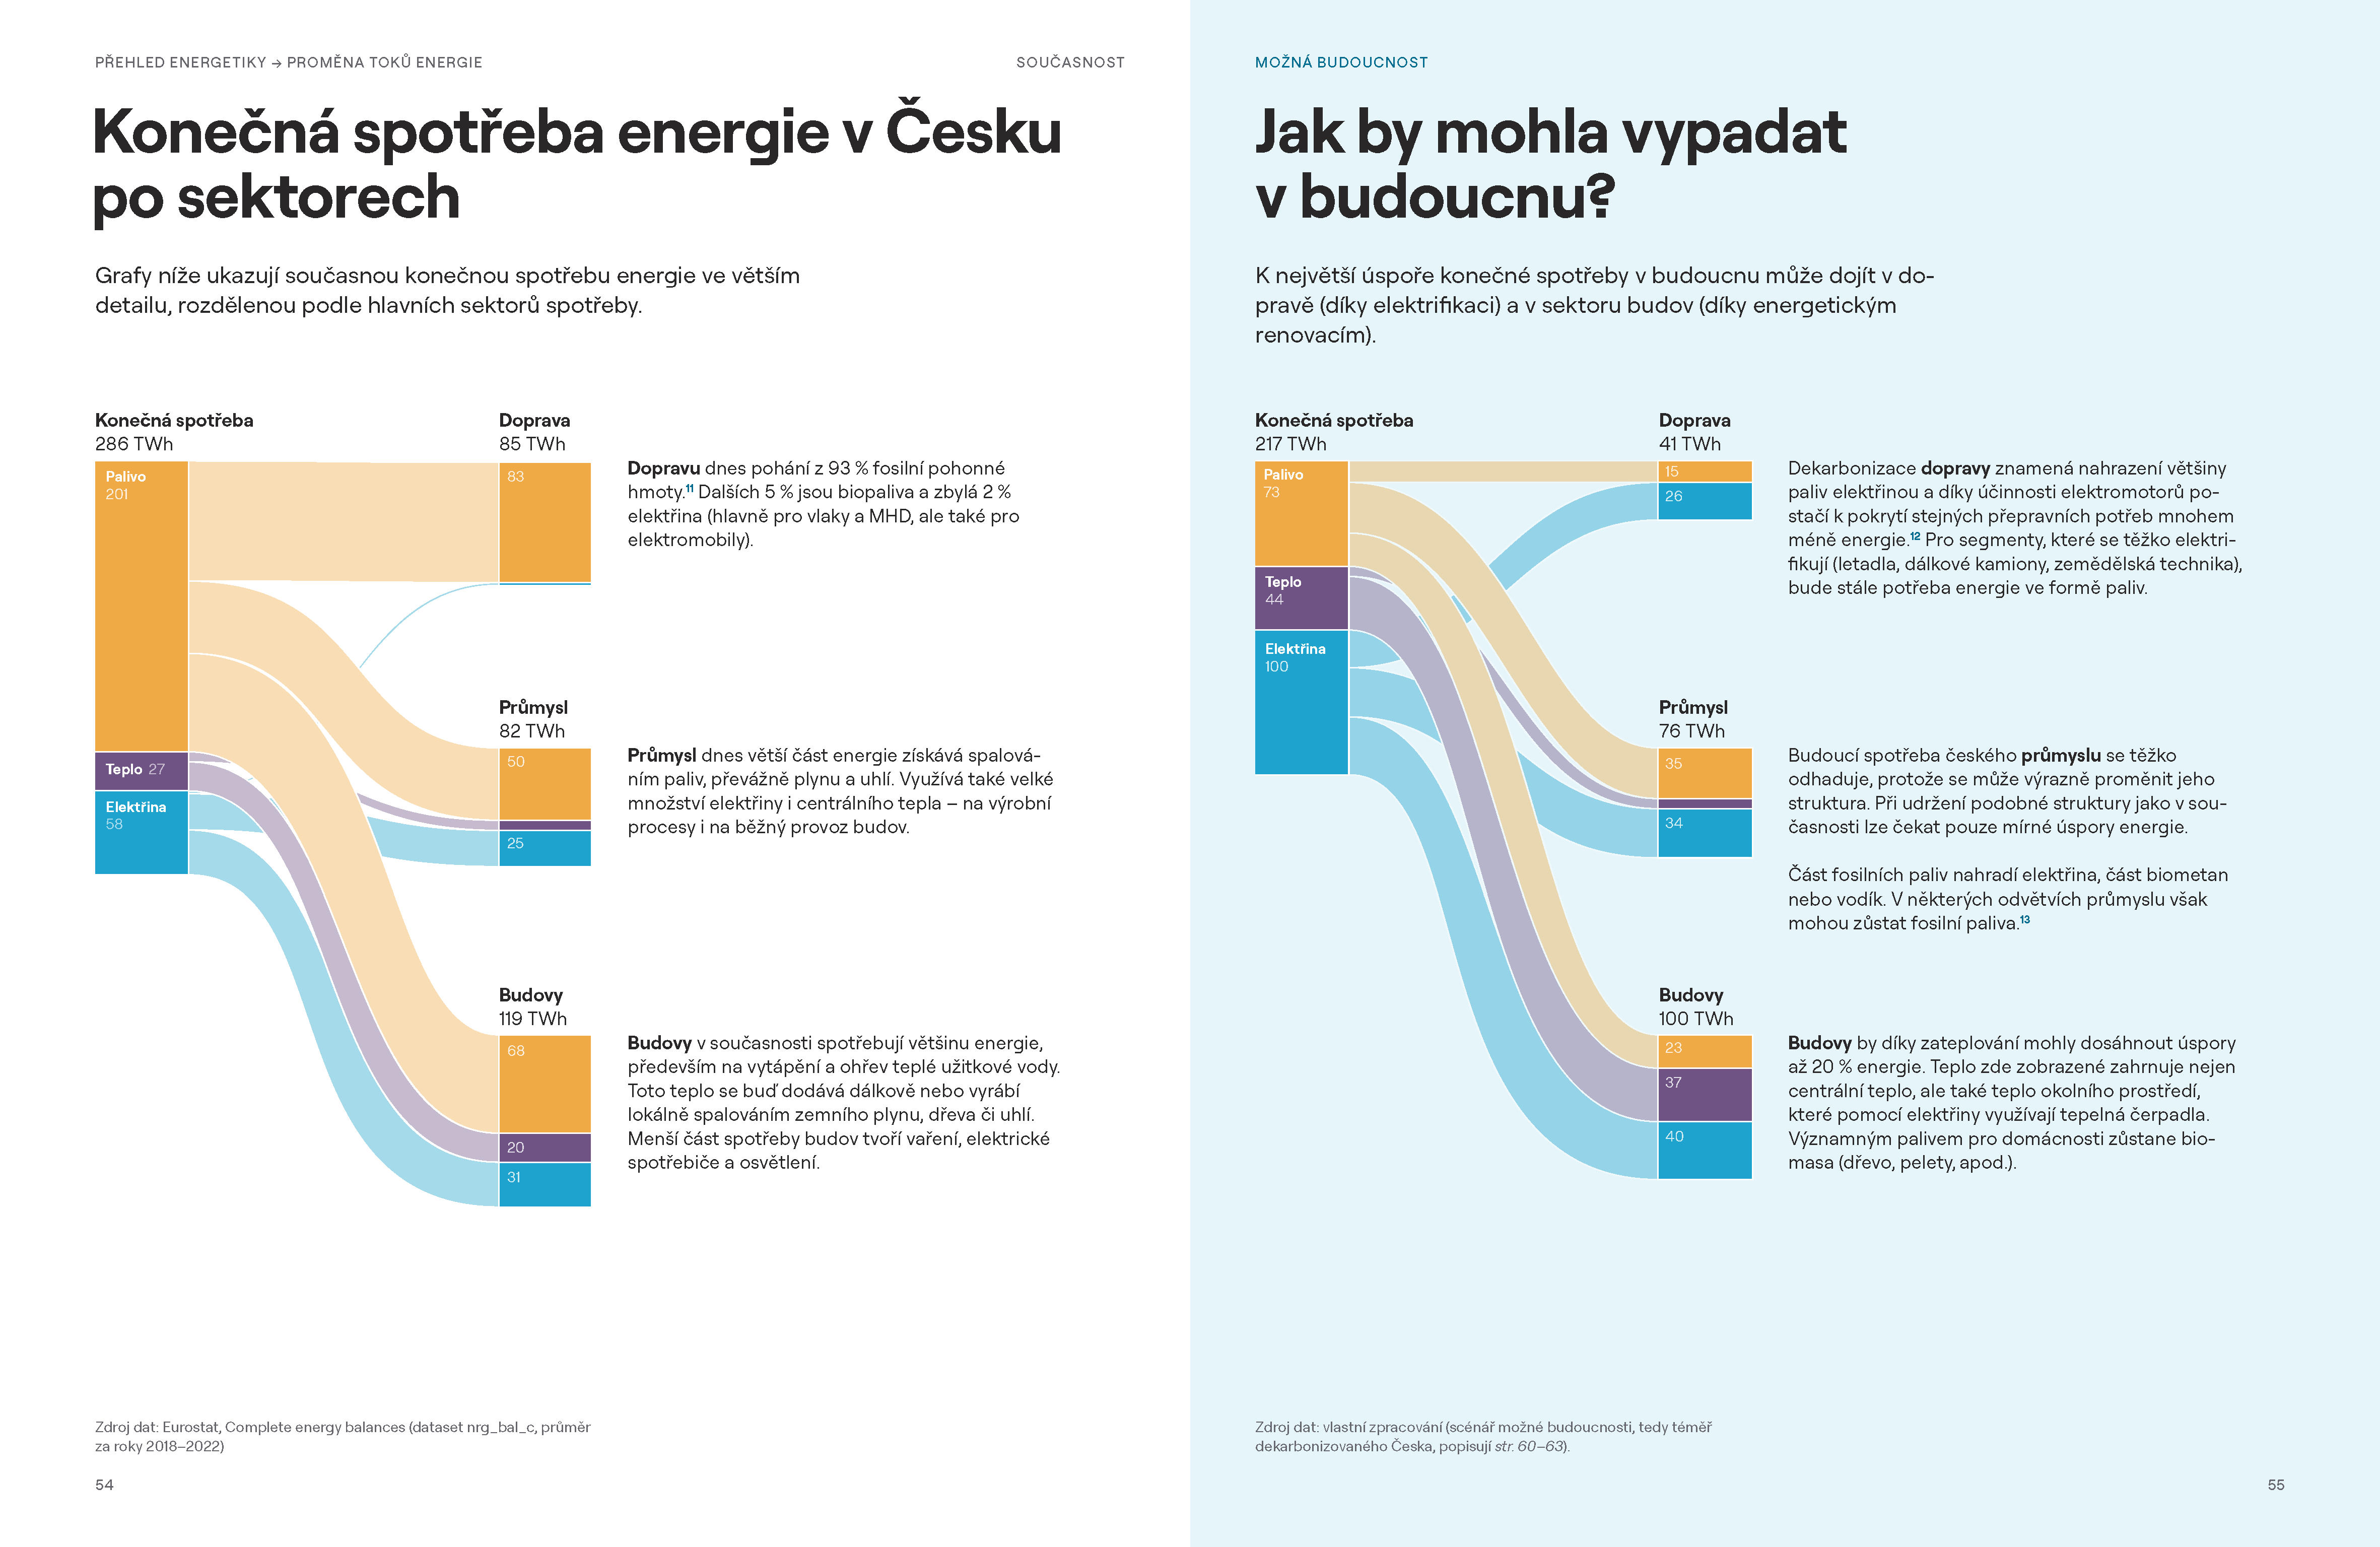 PŘEHLED ENERGETIKY → PROMĚNA TOKŮ ENERGIE
SOUČASNOST
Konečná spotřeba energie v Česku
po sektorech
Grafy níže ukazují současnou konečnou spotřebu energie ve větším
detailu, rozdělenou podle hlavních sektorů spotřeby.
Konečná spotřeba
286 TWh
Palivo
201
Teplo 27
Elektřina
58
Doprava
85 TWh
83
Dopravu dnes pohání z 93 % fosilní pohonné
hmoty.11 Dalších 5 % jsou biopaliva a zbylá 2 %
elektřina (hlavně pro vlaky a MHD, ale také pro
elektromobily).
Průmysl
82 TWh
50
25
Průmysl dnes větší část energie získává spalová-
ním paliv, převážně plynu a uhlí. Využívá také velké
množství elektřiny i centrálního tepla – na výrobní
procesy i na běžný provoz budov.
Budovy
119 TWh
68
20
31
Budovy v současnosti spotřebují většinu energie,
především na vytápění a ohřev teplé užitkové vody.
Toto teplo se buď dodává dálkově nebo vyrábí
lokálně spalováním zemního plynu, dřeva či uhlí.
Menší část spotřeby budov tvoří vaření, elektrické
spotřebiče a osvětlení.
Zdroj dat: Eurostat, Complete energy balances (dataset nrg_bal_c, průměr
za roky 2018–2022)
54
MOŽNÁ BUDOUCNOST
Jak by mohla vypadat
v budoucnu?
K největší úspoře konečné spotřeby v budoucnu může dojít v do-
pravě (díky elektrifikaci) a v sektoru budov (díky energetickým
renovacím).
Konečná spotřeba
217 TWh
Palivo
73
Teplo
44
Elektřina
100
Doprava
41 TWh
15
26
Dekarbonizace dopravy znamená nahrazení většiny
paliv elektřinou a díky účinnosti elektromotorů po-
stačí k pokrytí stejných přepravních potřeb mnohem
méně energie.12 Pro segmenty, které se těžko elektri-
fikují (letadla, dálkové kamiony, zemědělská technika),
bude stále potřeba energie ve formě paliv.
Průmysl
76 TWh
35
34
Budoucí spotřeba českého průmyslu se těžko
odhaduje, protože se může výrazně proměnit jeho
struktura. Při udržení podobné struktury jako v sou-
časnosti lze čekat pouze mírné úspory energie.
Část fosilních paliv nahradí elektřina, část biometan
nebo vodík. V některých odvětvích průmyslu však
mohou zůstat fosilní paliva.13
Budovy
100 TWh
23
37
40
Budovy by díky zateplování mohly dosáhnout úspory
až 20 % energie. Teplo zde zobrazené zahrnuje nejen
centrální teplo, ale také teplo okolního prostředí,
které pomocí elektřiny využívají tepelná čerpadla.
Významným palivem pro domácnosti zůstane bio-
masa (dřevo, pelety, apod.).
Zdroj dat: vlastní zpracování (scénář možné budoucnosti, tedy téměř
dekarbonizovaného Česka, popisují str. 60–63).
55